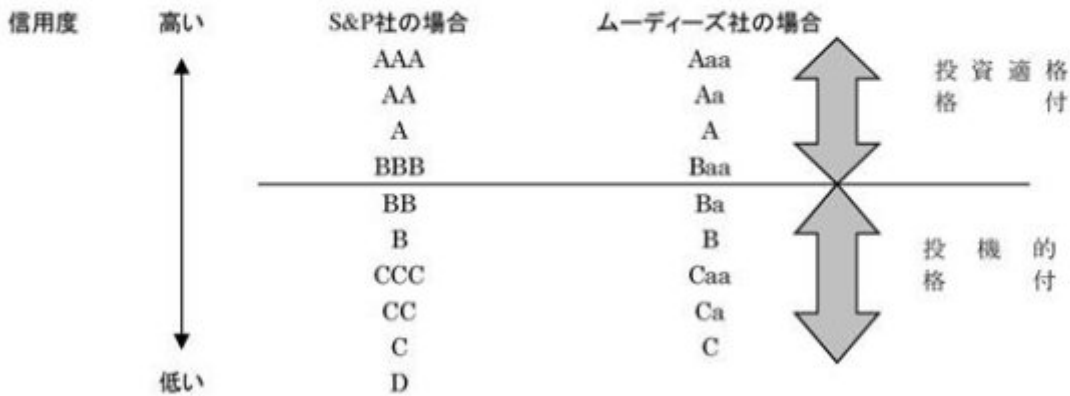 信用度 高い S&P社の場合 ムーディーズ社の場合
AAA Aaa
AA Aa
A A
BBB Baa
投資適格
格付
BB Ba
B B
CCC Caa
CC Ca
C C
投機的
格付
低い D